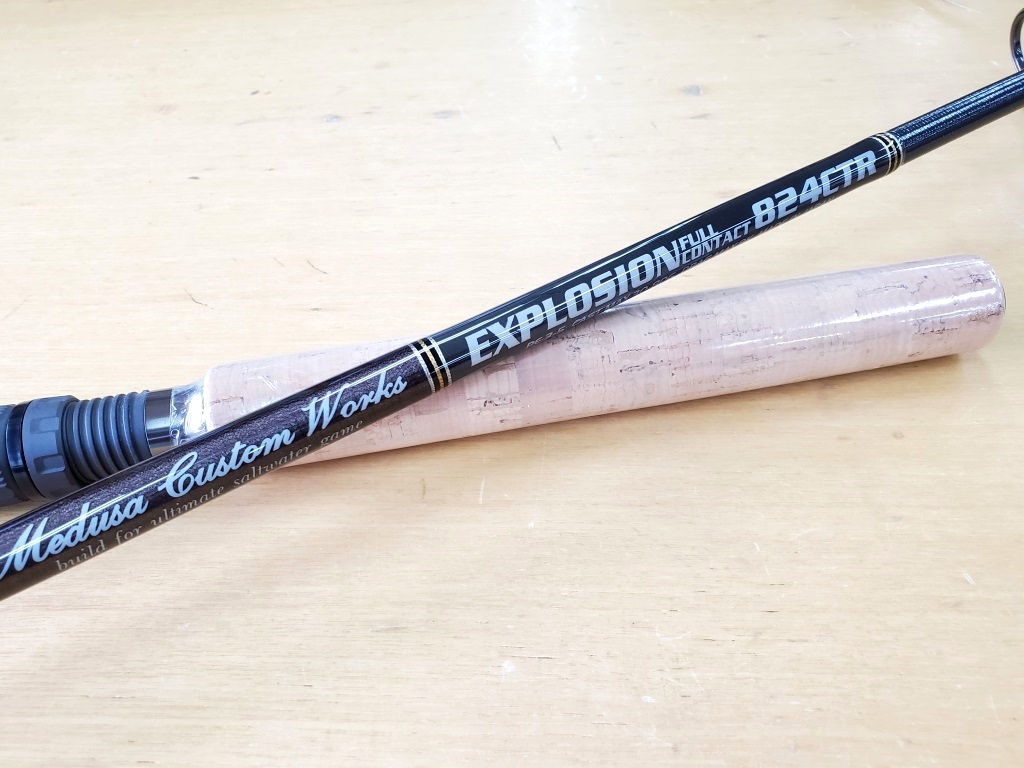 Medusa Custom Works
build for ultimate saltwater game
EXPLOSION FULL CONTACT 824CTR